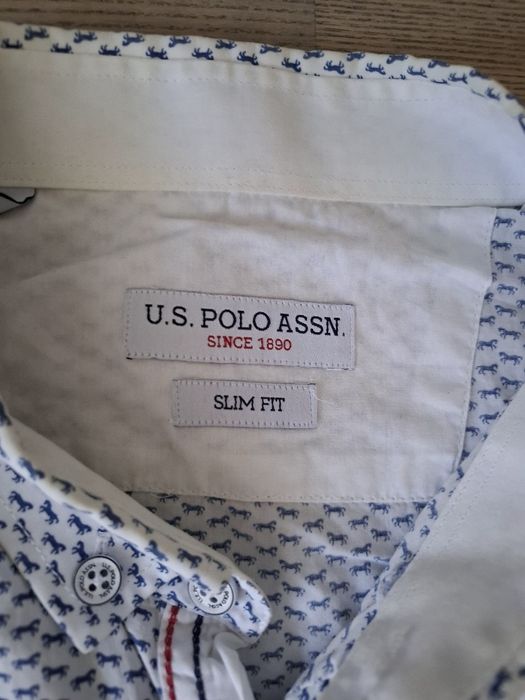 U.S. POLO ASSN.
SINCE 1890
SLIM FIT